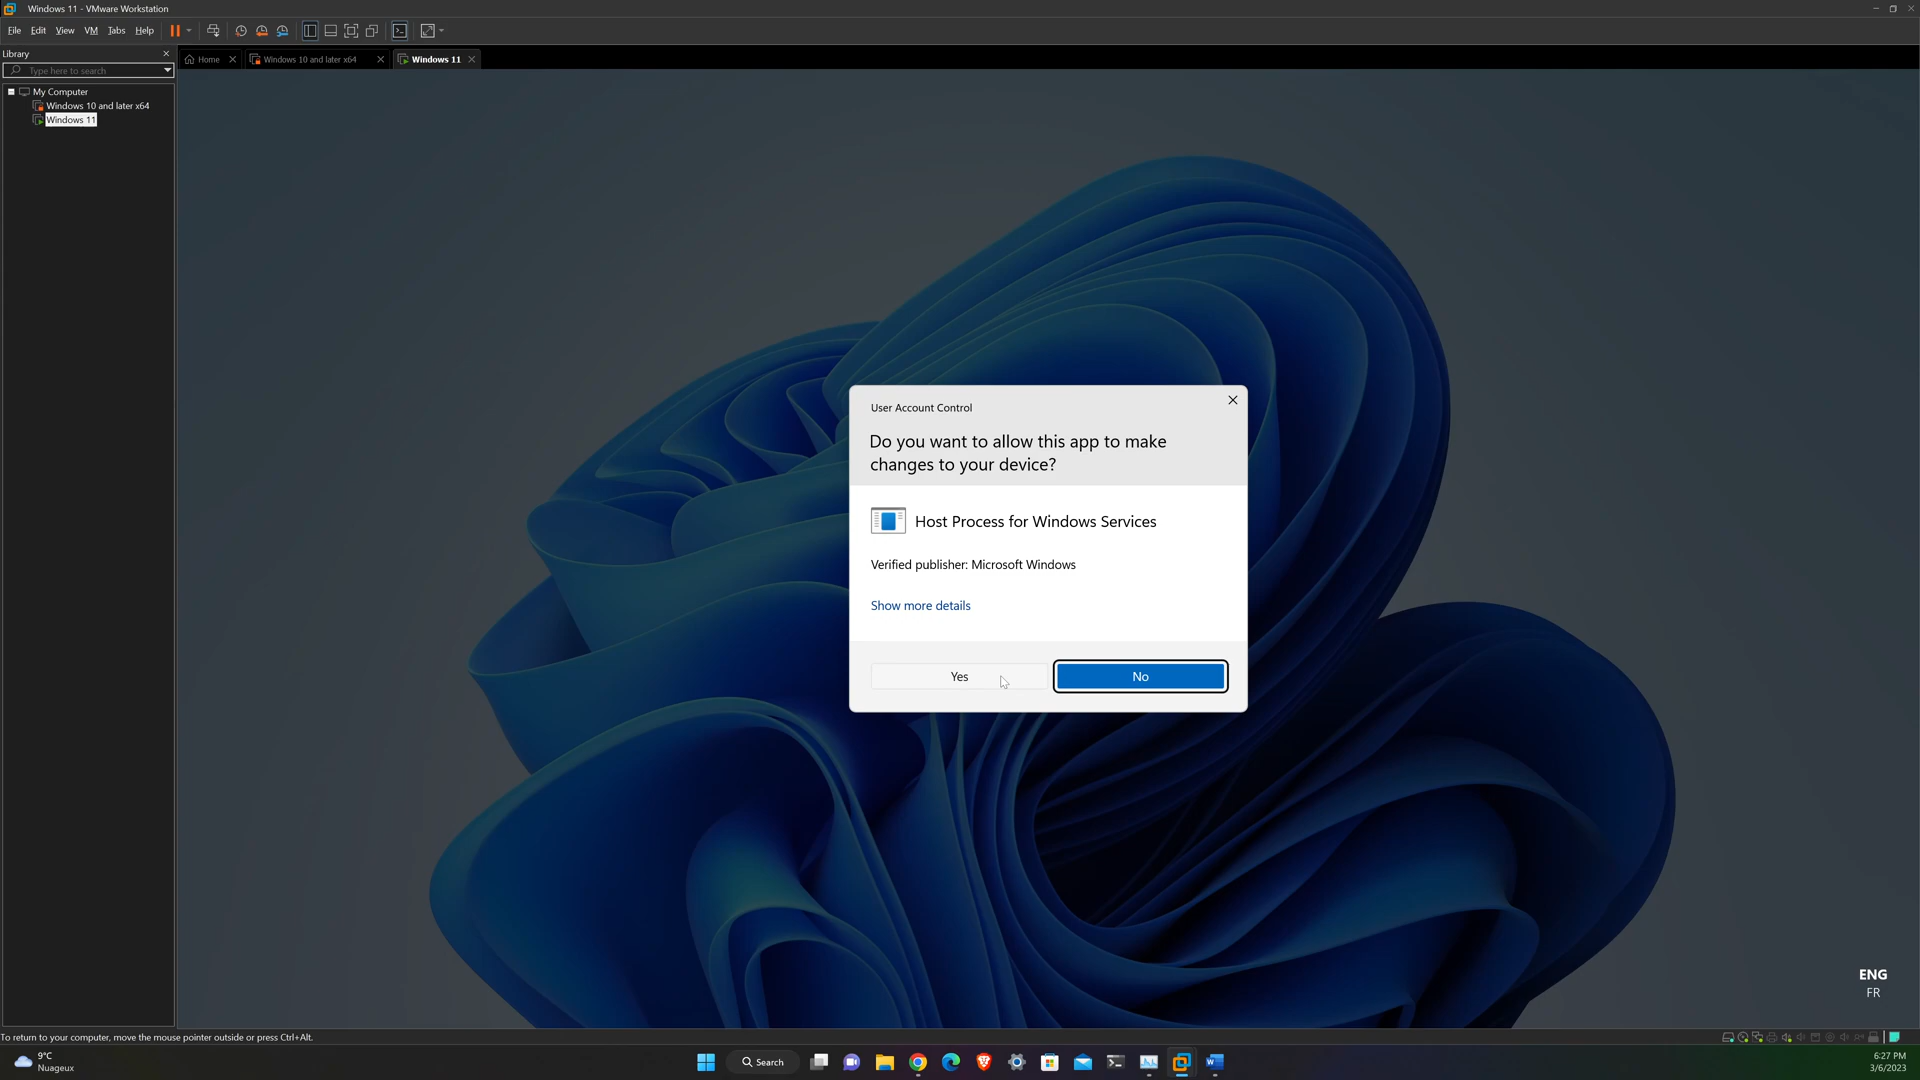 Windows 11 - VMware Workstation
File Edit View VM Tabs Help
Library
Type here to search
Home
Windows 10 and later x64
Windows 11
My Computer
Windows 10 and later x64
Windows 11
User Account Control
Do you want to allow this app to make
changes to your device?
Host Process for Windows Services
Verified publisher: Microsoft Windows
Show more details
Yes
No
ENG
FR
To return to your computer, move the mouse pointer outside or press Ctrl+Alt.
9°C
Nuageux
Search
6:27 PM
3/6/2023